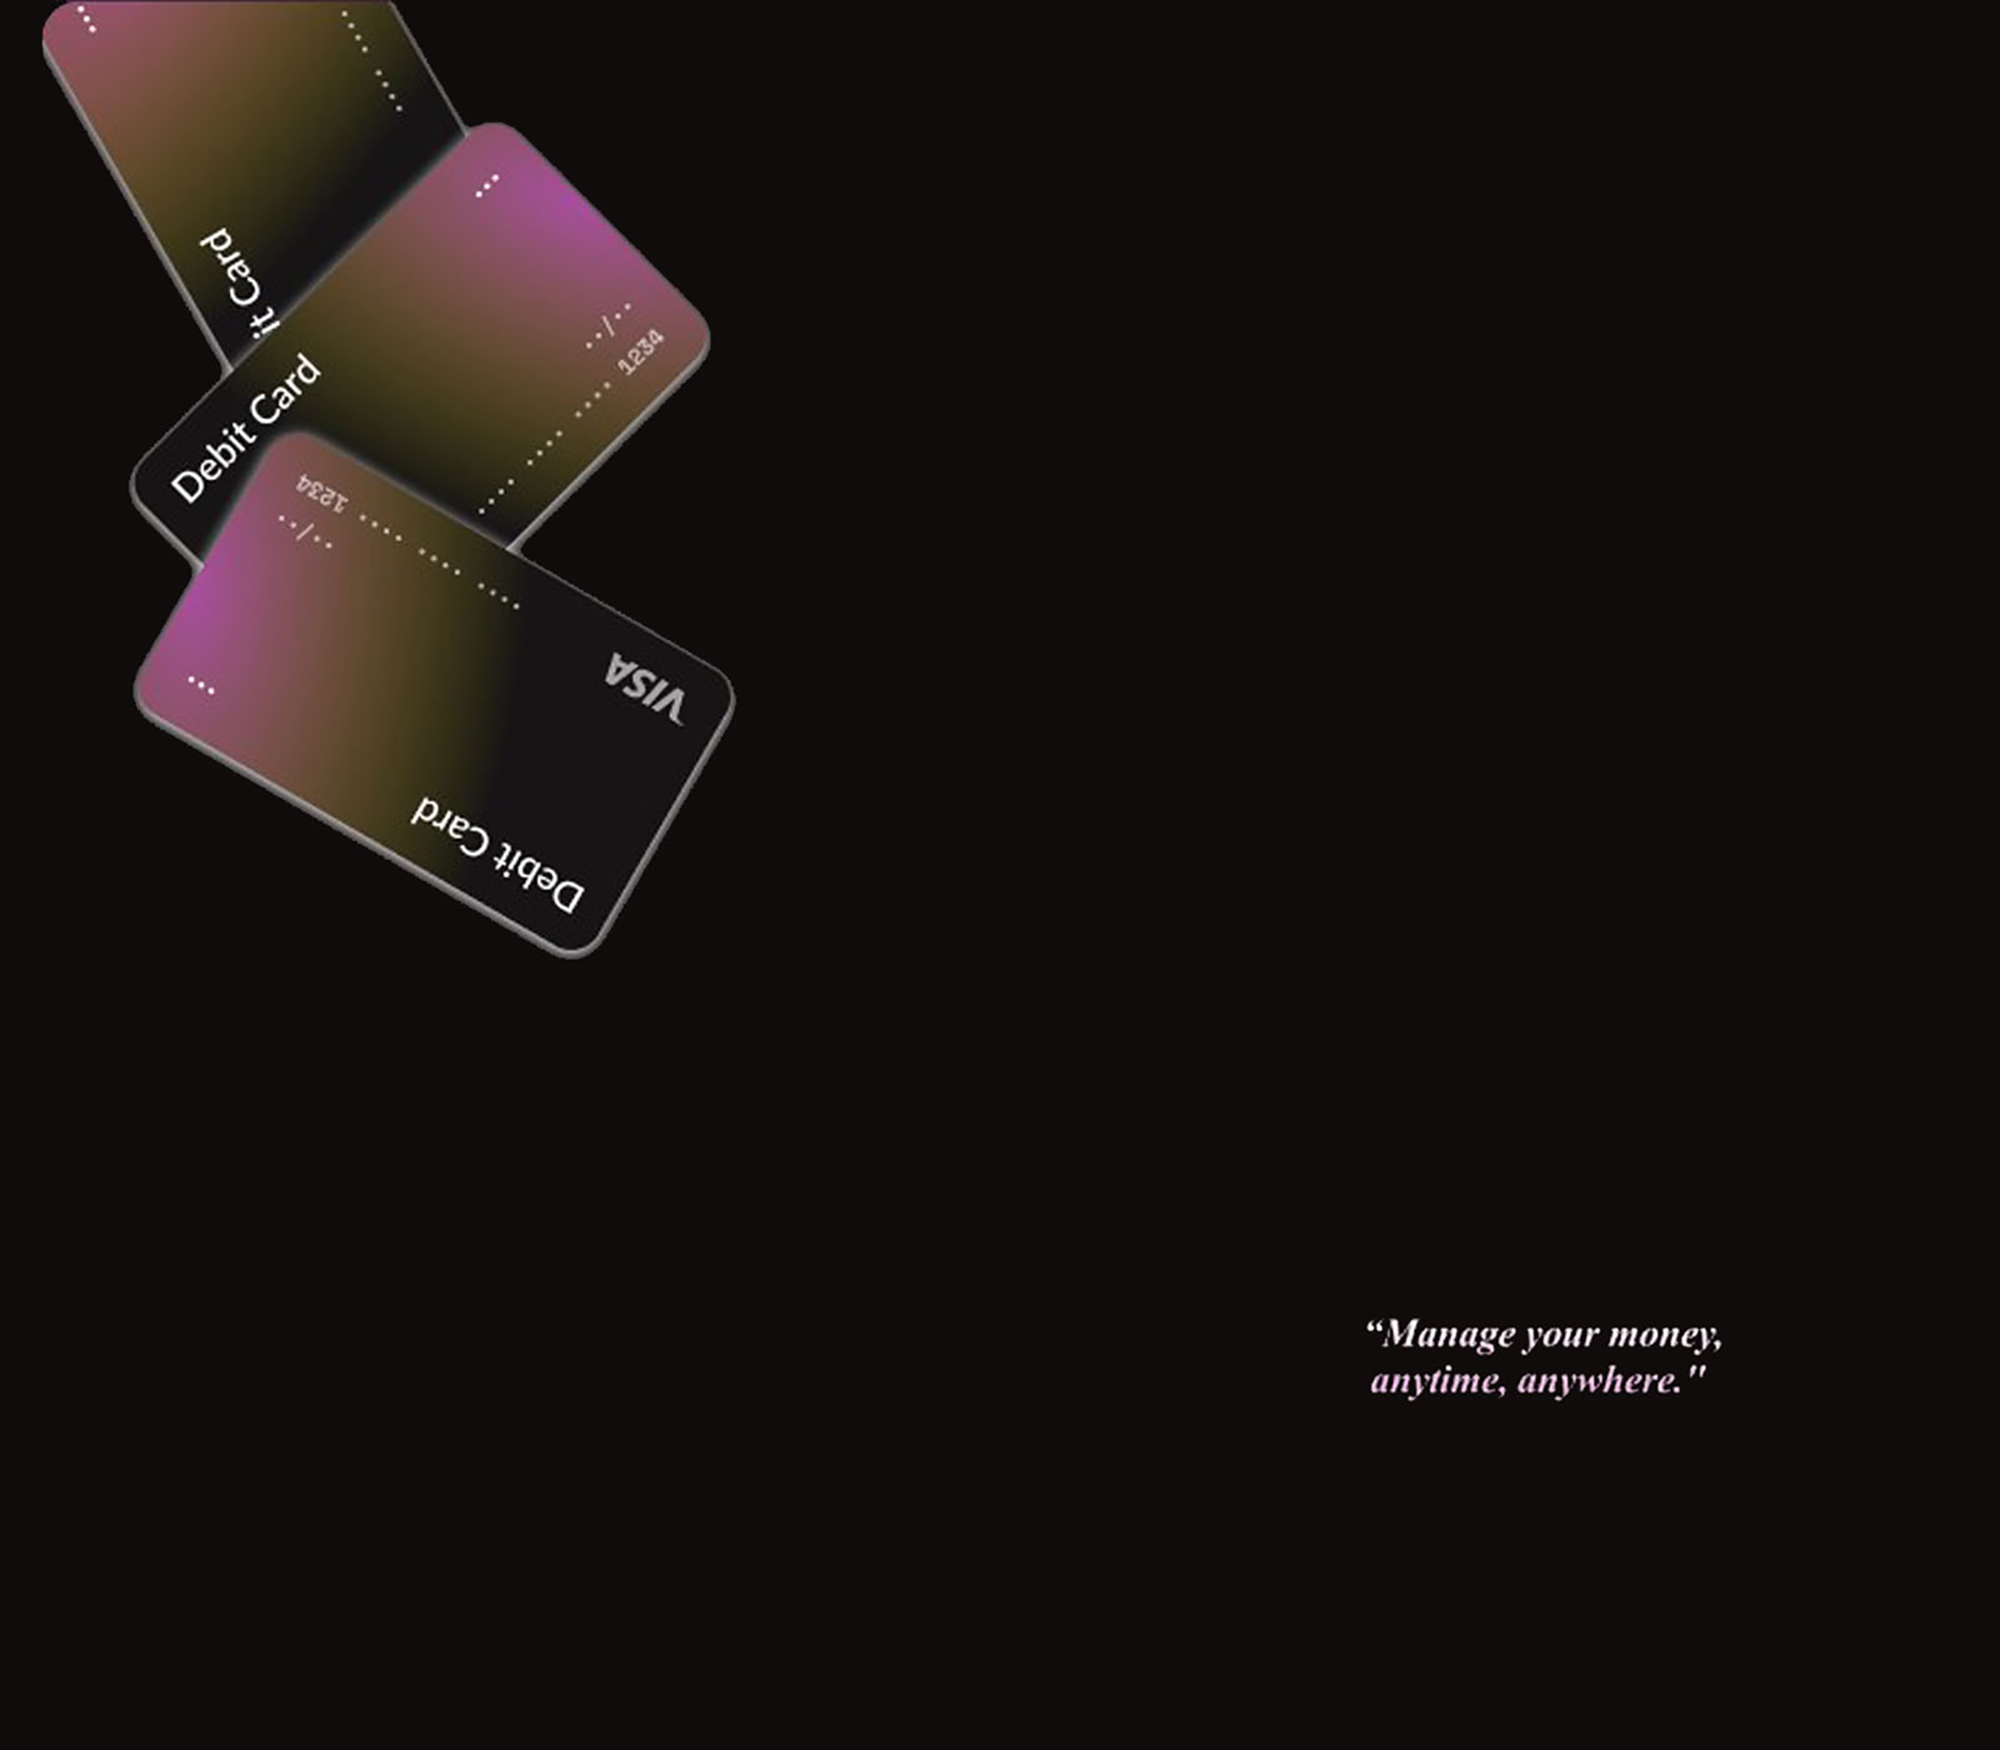 it Card
Debit Card
1234
1234
VISA
Debit Card
“Manage your money,
anytime, anywhere."